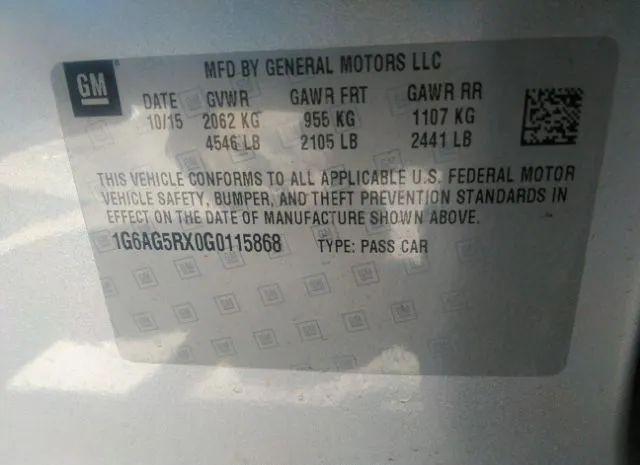 GM
MFD BY GENERAL MOTORS LLC
DATE GVWR GAWR FRT GAWR RR
10/15 2062 KG 955 KG 1107 KG
4546 LB 2105 LB 2441 LB
THIS VEHICLE CONFORMS TO ALL APPLICABLE U.S. FEDERAL MOTOR
VEHICLE SAFETY, BUMPER, AND THEFT PREVENTION STANDARDS IN
EFFECT ON THE DATE OF MANUFACTURE SHOWN ABOVE.
1G6AG5RX0G0115868 TYPE: PASS CAR